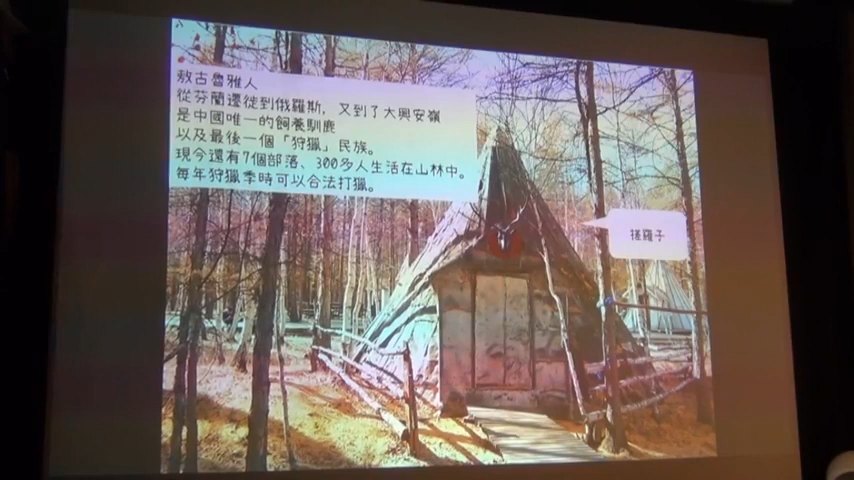 敖古魯雅人
從芬蘭遷徙到俄羅斯，又到了大興安嶺
是中國唯一的飼養馴鹿
以及最後一個「狩獵」民族。
現今還有7個部落、300多人生活在山林中。
每年狩獵季時可以合法打獵。
搓羅子